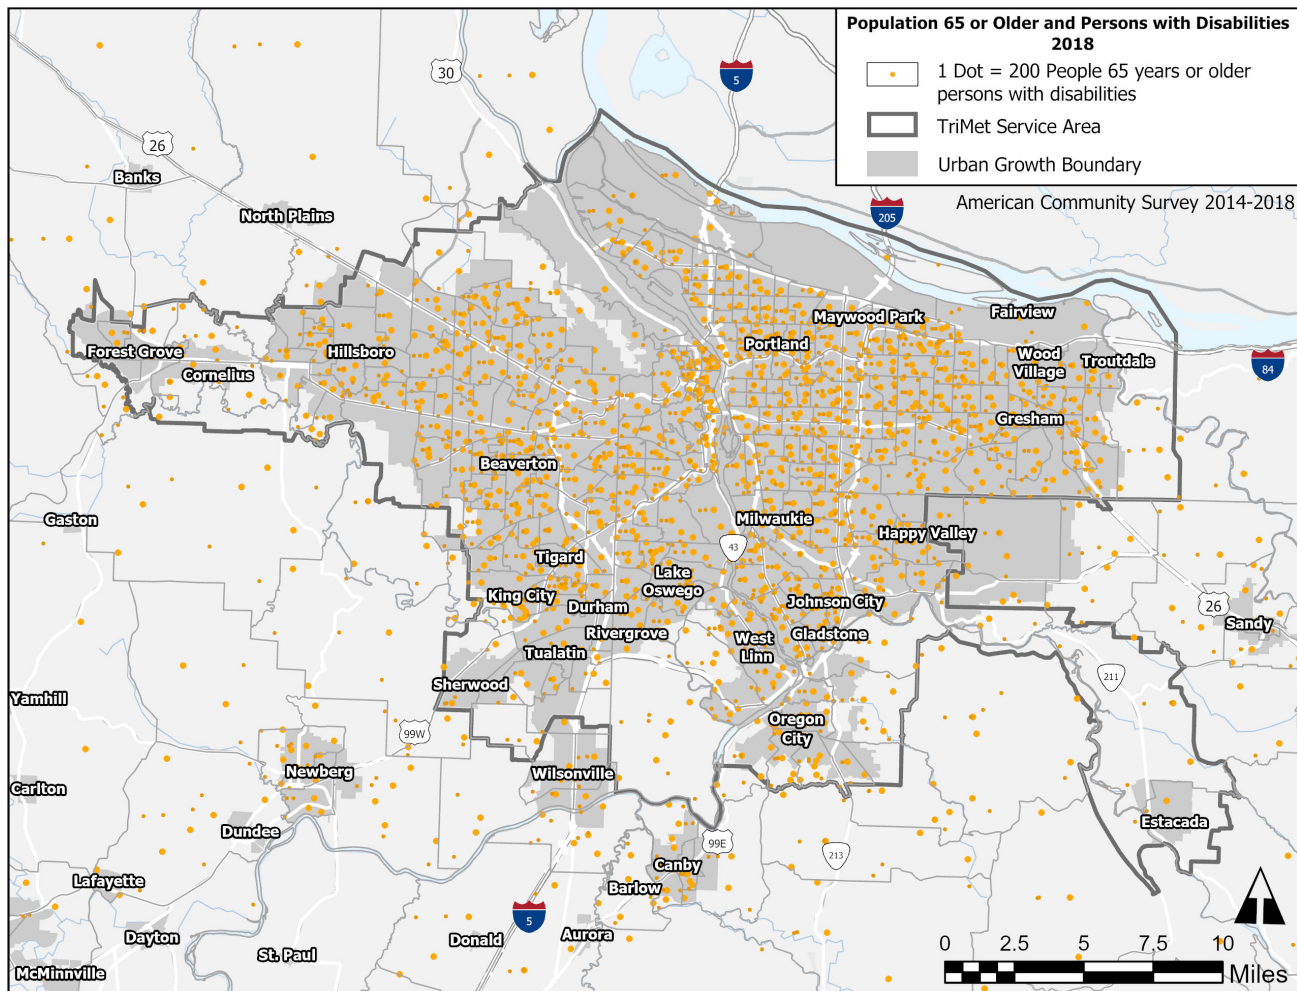 Population 65 or Older and Persons with Disabilities
2018
1 Dot = 200 People 65 years or older
persons with disabilities
TriMet Service Area
Urban Growth Boundary
American Community Survey 2014-2018
30
5
26
Banks
North Plains
205
Fairview
Maywood Park
Portland
Forest Grove
Hillsboro
Wood
Village
Troutdale
84
Cornelius
Gresham
Beaverton
Gaston
Milwaukie
Happy Valley
43
Tigard
Lake
Oswego
King City
Durham
Johnson City
26
Sandy
Rivergrove
West
Linn
Gladstone
Tualatin
Sherwood
211
Yamhill
99W
Oregon
City
Newberg
Wilsonville
Carlton
Dundee
Estacada
99E
213
Canby
Lafayette
Barlow
5
Dayton
Donald
Aurora
St. Paul
McMinnville
0 2.5 5 7.5 10
Miles